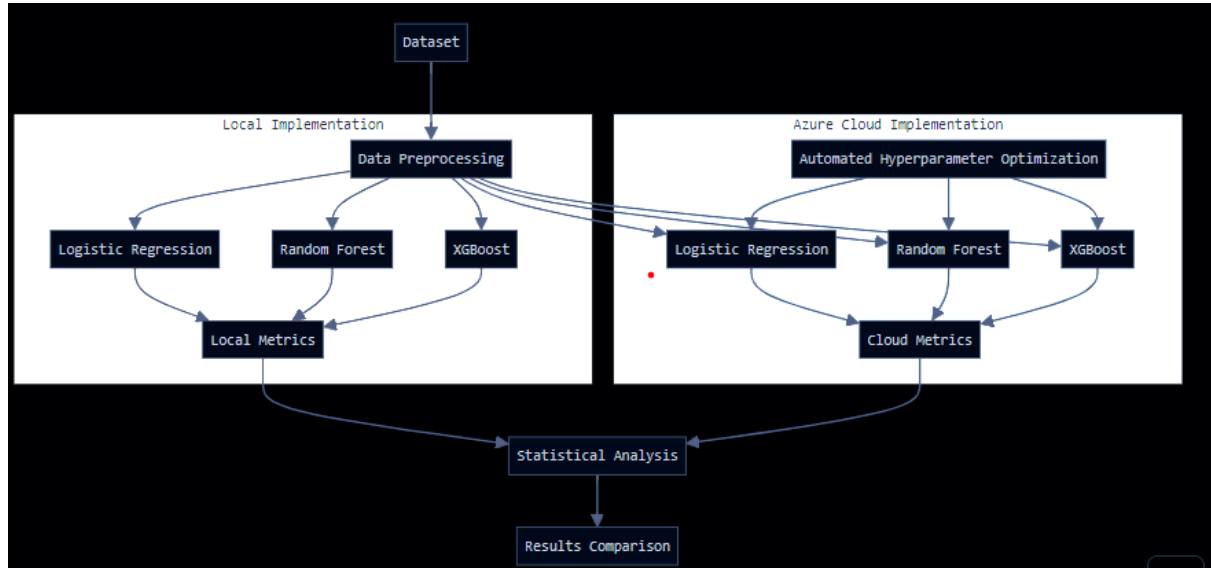 Dataset
Local Implementation
Azure Cloud Implementation
Data Preprocessing
Automated Hyperparameter Optimization
Logistic Regression
Random Forest
XGBoost
Logistic Regression
Random Forest
XGBoost
Local Metrics
Cloud Metrics
Statistical Analysis
Results Comparison